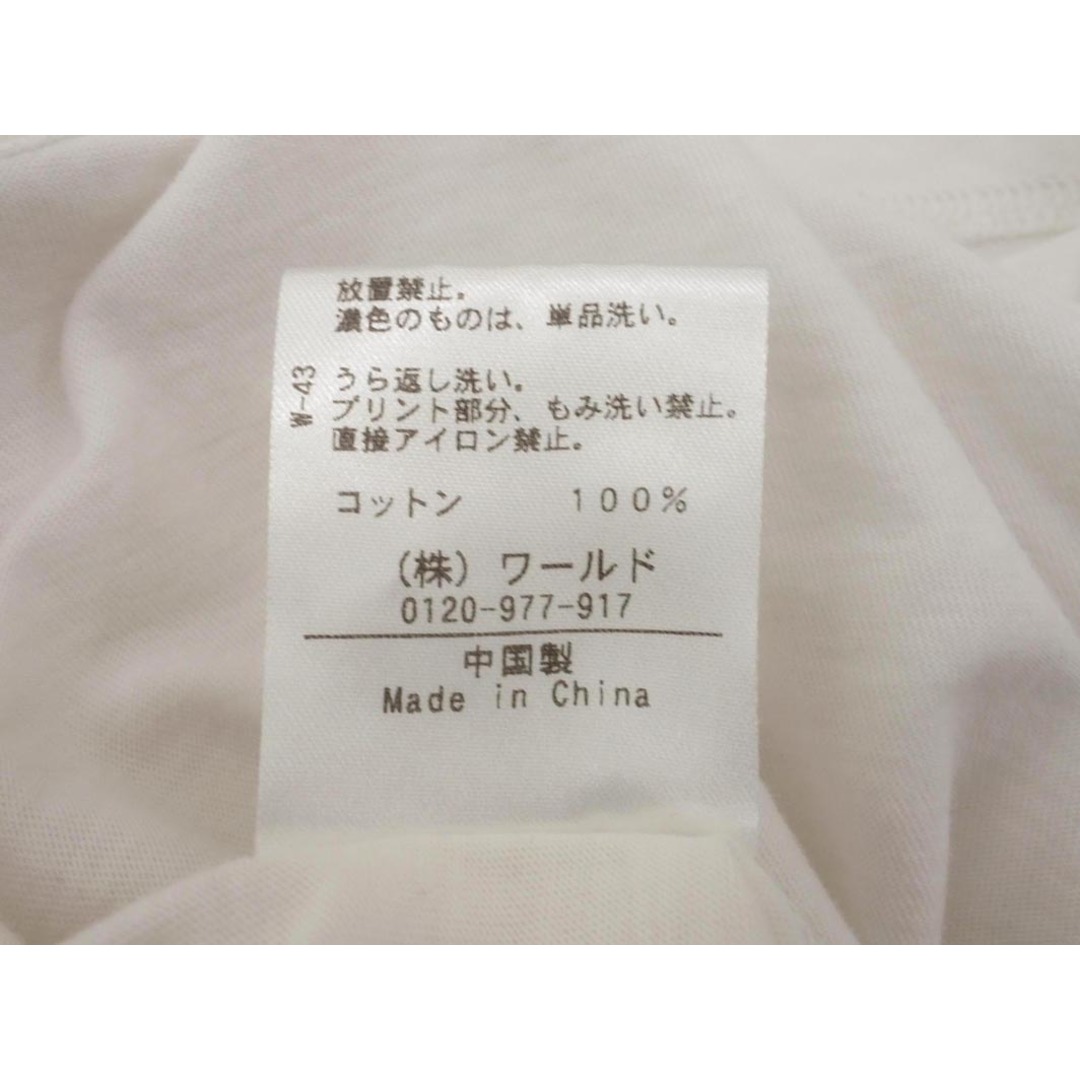 放置禁止。
濃色のものは、単品洗い。
W-43
うら返し洗い。
プリント部分、もみ洗い禁止。
直接アイロン禁止。
コットン 100%
(株) ワールド
0120-977-917
中国製
Made in China